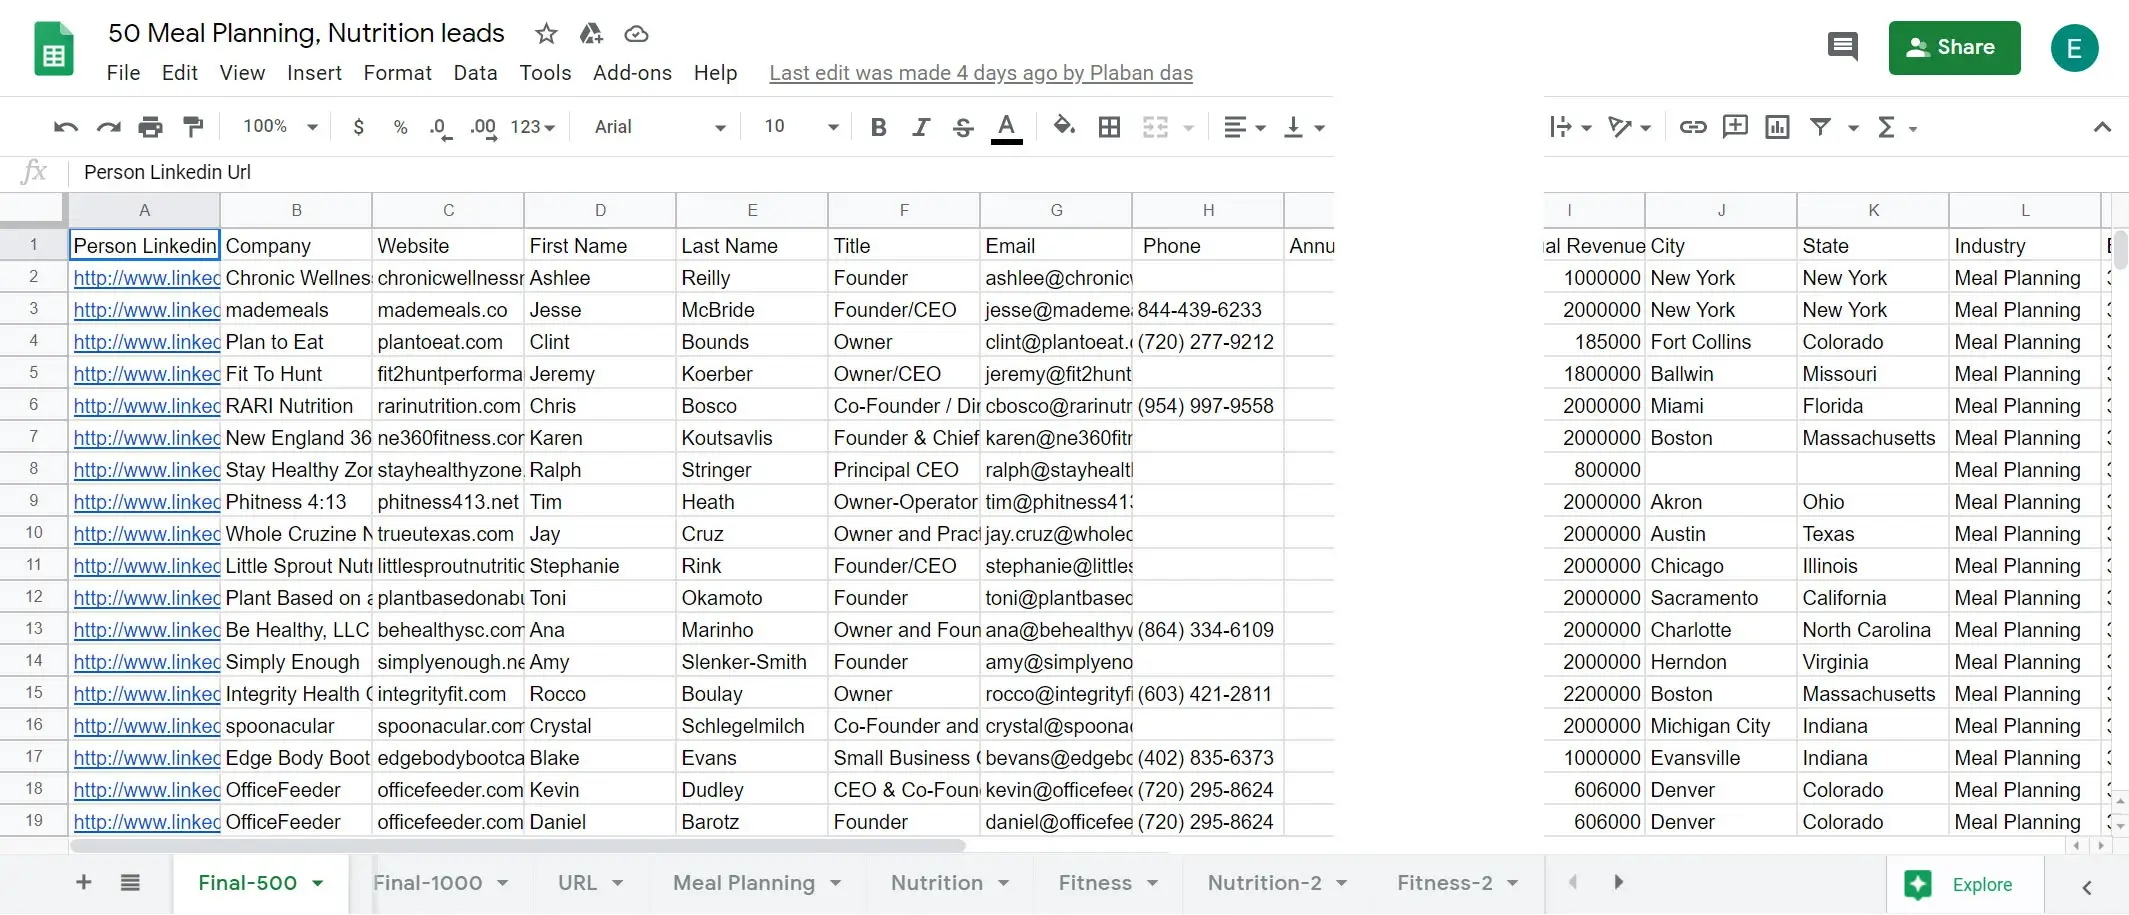 50 Meal Planning, Nutrition leads
File Edit View Insert Format Data Tools Add-ons Help Last edit was made 4 days ago by Plaban das
Share E
100% $ % .0 .00 123 Arial 10 B I S A
fx Person Linkedin Url
A B C D E F G H I J K L
1 Person Linkedin Company Website First Name Last Name Title Email Phone Annu al Revenue City State Industry
2 http://www.linked Chronic Wellnes chronicwellnessr Ashlee Reilly Founder ashlee@chronicv 1000000 New York New York Meal Planning
3 http://www.linked mademeals mademeals.co Jesse McBride Founder/CEO jesse@mademea 844-439-6233 2000000 New York New York Meal Planning
4 http://www.linked Plan to Eat plantoeat.com Clint Bounds Owner clint@plantoeat.c (720) 277-9212 185000 Fort Collins Colorado Meal Planning
5 http://www.linked Fit To Hunt fit2huntperforma Jeremy Koerber Owner/CEO jeremy@fit2hunt 1800000 Ballwin Missouri Meal Planning
6 http://www.linked RARI Nutrition rarinutrition.com Chris Bosco Co-Founder / Dir cbosco@rarinutr (954) 997-9558 2000000 Miami Florida Meal Planning
7 http://www.linked New England 36 ne360fitness.com Karen Koutsavlis Founder & Chief karen@ne360fitn 2000000 Boston Massachusetts Meal Planning
8 http://www.linked Stay Healthy Zon stayhealthyzone. Ralph Stringer Principal CEO ralph@stayhealth 800000 Meal Planning
9 http://www.linked Phitness 4:13 phitness413.net Tim Heath Owner-Operator tim@phitness413 2000000 Akron Ohio Meal Planning
10 http://www.linked Whole Cruzine N trueutexas.com Jay Cruz Owner and Pract jay.cruz@wholec 2000000 Austin Texas Meal Planning
11 http://www.linked Little Sprout Nutr littlesproutnutritic Stephanie Rink Founder/CEO stephanie@littles 2000000 Chicago Illinois Meal Planning
12 http://www.linked Plant Based on a plantbasedonabu Toni Okamoto Founder toni@plantbased 2000000 Sacramento California Meal Planning
13 http://www.linked Be Healthy, LLC behealthysc.com Ana Marinho Owner and Foun ana@behealthyv (864) 334-6109 2000000 Charlotte North Carolina Meal Planning
14 http://www.linked Simply Enough simplyenough.ne Amy Slenker-Smith Founder amy@simplyeno 2000000 Herndon Virginia Meal Planning
15 http://www.linked Integrity Health C integrityfit.com Rocco Boulay Owner rocco@integrityfi (603) 421-2811 2200000 Boston Massachusetts Meal Planning
16 http://www.linked spoonacular spoonacular.com Crystal Schlegelmilch Co-Founder and crystal@spoonac 2000000 Michigan City Indiana Meal Planning
17 http://www.linked Edge Body Boot edgebodybootca Blake Evans Small Business bevans@edgebo (402) 835-6373 1000000 Evansville Indiana Meal Planning
18 http://www.linked OfficeFeeder officefeeder.com Kevin Dudley CEO & Co-Foun kevin@officefeed (720) 295-8624 606000 Denver Colorado Meal Planning
19 http://www.linked OfficeFeeder officefeeder.com Daniel Barotz Founder daniel@officefee (720) 295-8624 606000 Denver Colorado Meal Planning
Final-500 Final-1000 URL Meal Planning Nutrition Fitness Nutrition-2 Fitness-2 Explore